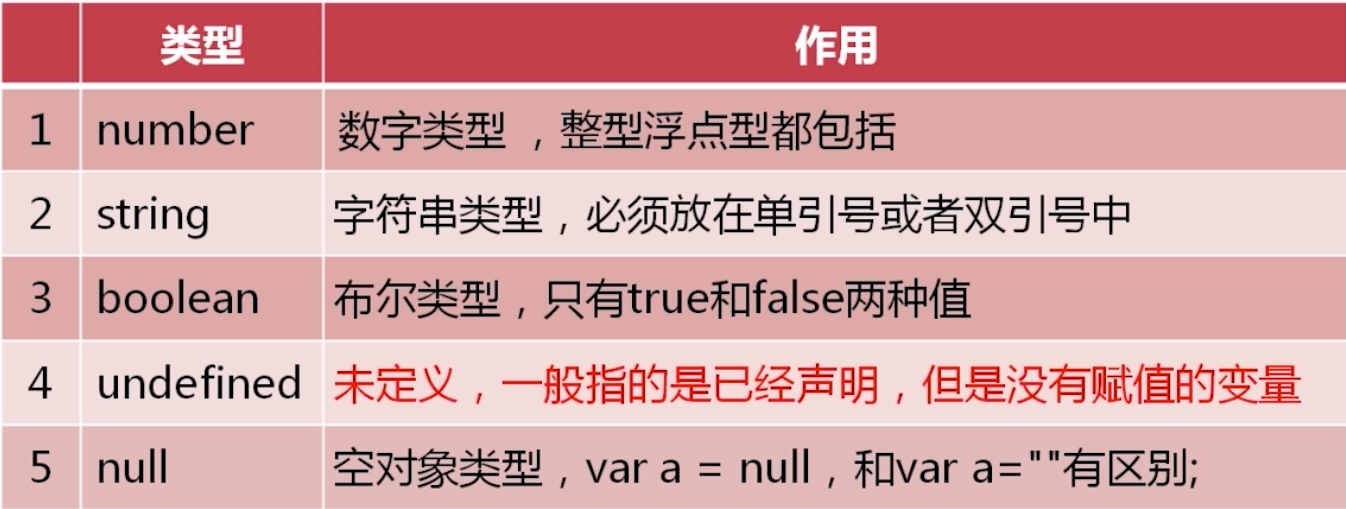 类型 作用
1 number 数字类型 ，整型浮点型都包括
2 string 字符串类型，必须放在单引号或者双引号中
3 boolean 布尔类型，只有true和false两种值
4 undefined 未定义，一般指的是已经声明，但是没有赋值的变量
5 null 空对象类型，var a = null，和var a=""有区别;